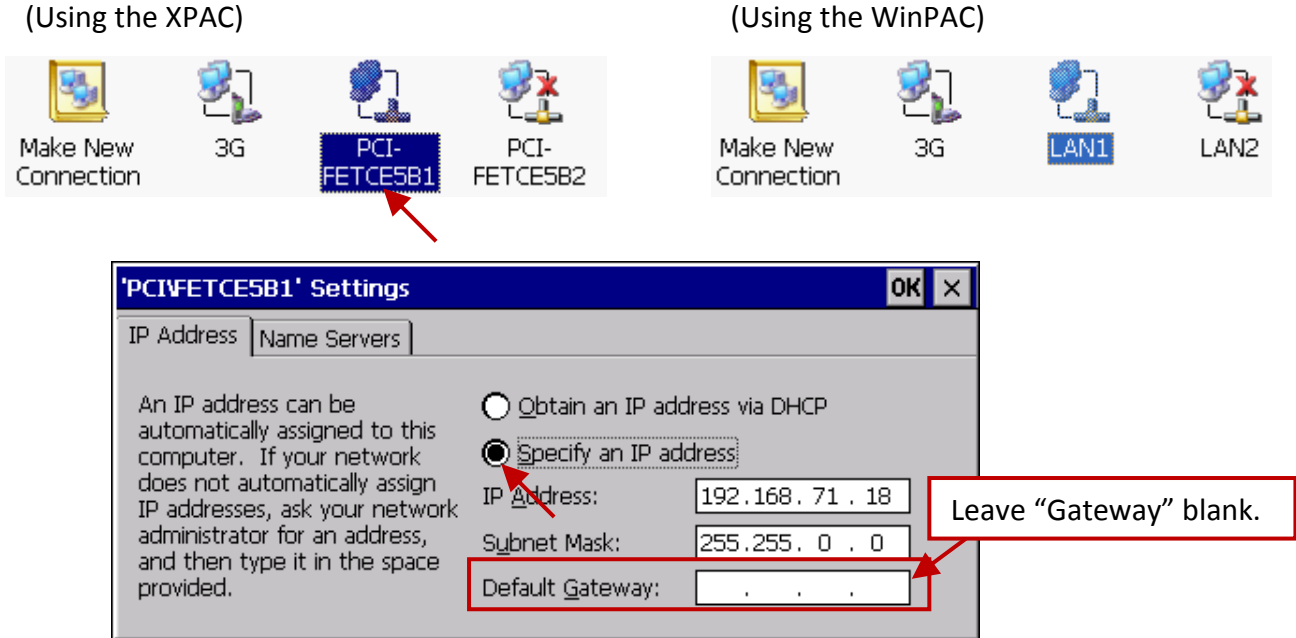 (Using the XPAC)
(Using the WinPAC)
Make New
Connection
3G
PCI-
FETCE5B1
PCI-
FETCE5B2
Make New
Connection
3G
LAN1
LAN2
'PCI\FETCE5B1' Settings
OK
×
IP Address
Name Servers
An IP address can be
automatically assigned to this
computer. If your network
does not automatically assign
IP addresses, ask your network
administrator for an address,
and then type it in the space
provided.
Obtain an IP address via DHCP
Specify an IP address
IP Address: 192.168. 71 . 18
Subnet Mask: 255.255. 0 . 0
Default Gateway: . . .
Leave “Gateway” blank.